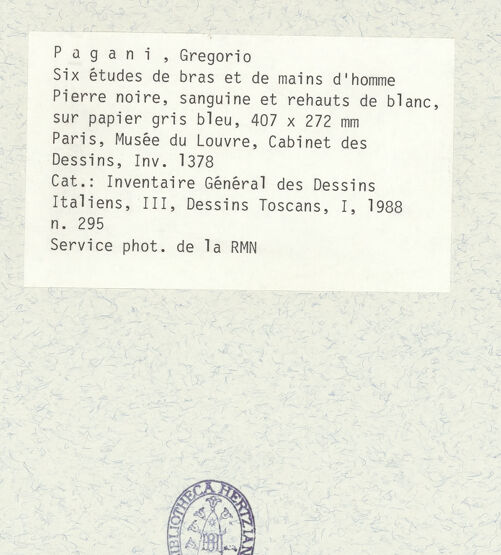 P a g a n i , Gregorio
Six études de bras et de mains d'homme
Pierre noire, sanguine et rehauts de blanc,
sur papier gris bleu, 407 x 272 mm
Paris, Musée du Louvre, Cabinet des
Dessins, Inv. 1378
Cat.: Inventaire Général des Dessins
Italiens, III, Dessins Toscans, I, 1988
n. 295
Service phot. de la RMN
BIBLIOTHECA HERTZIAN